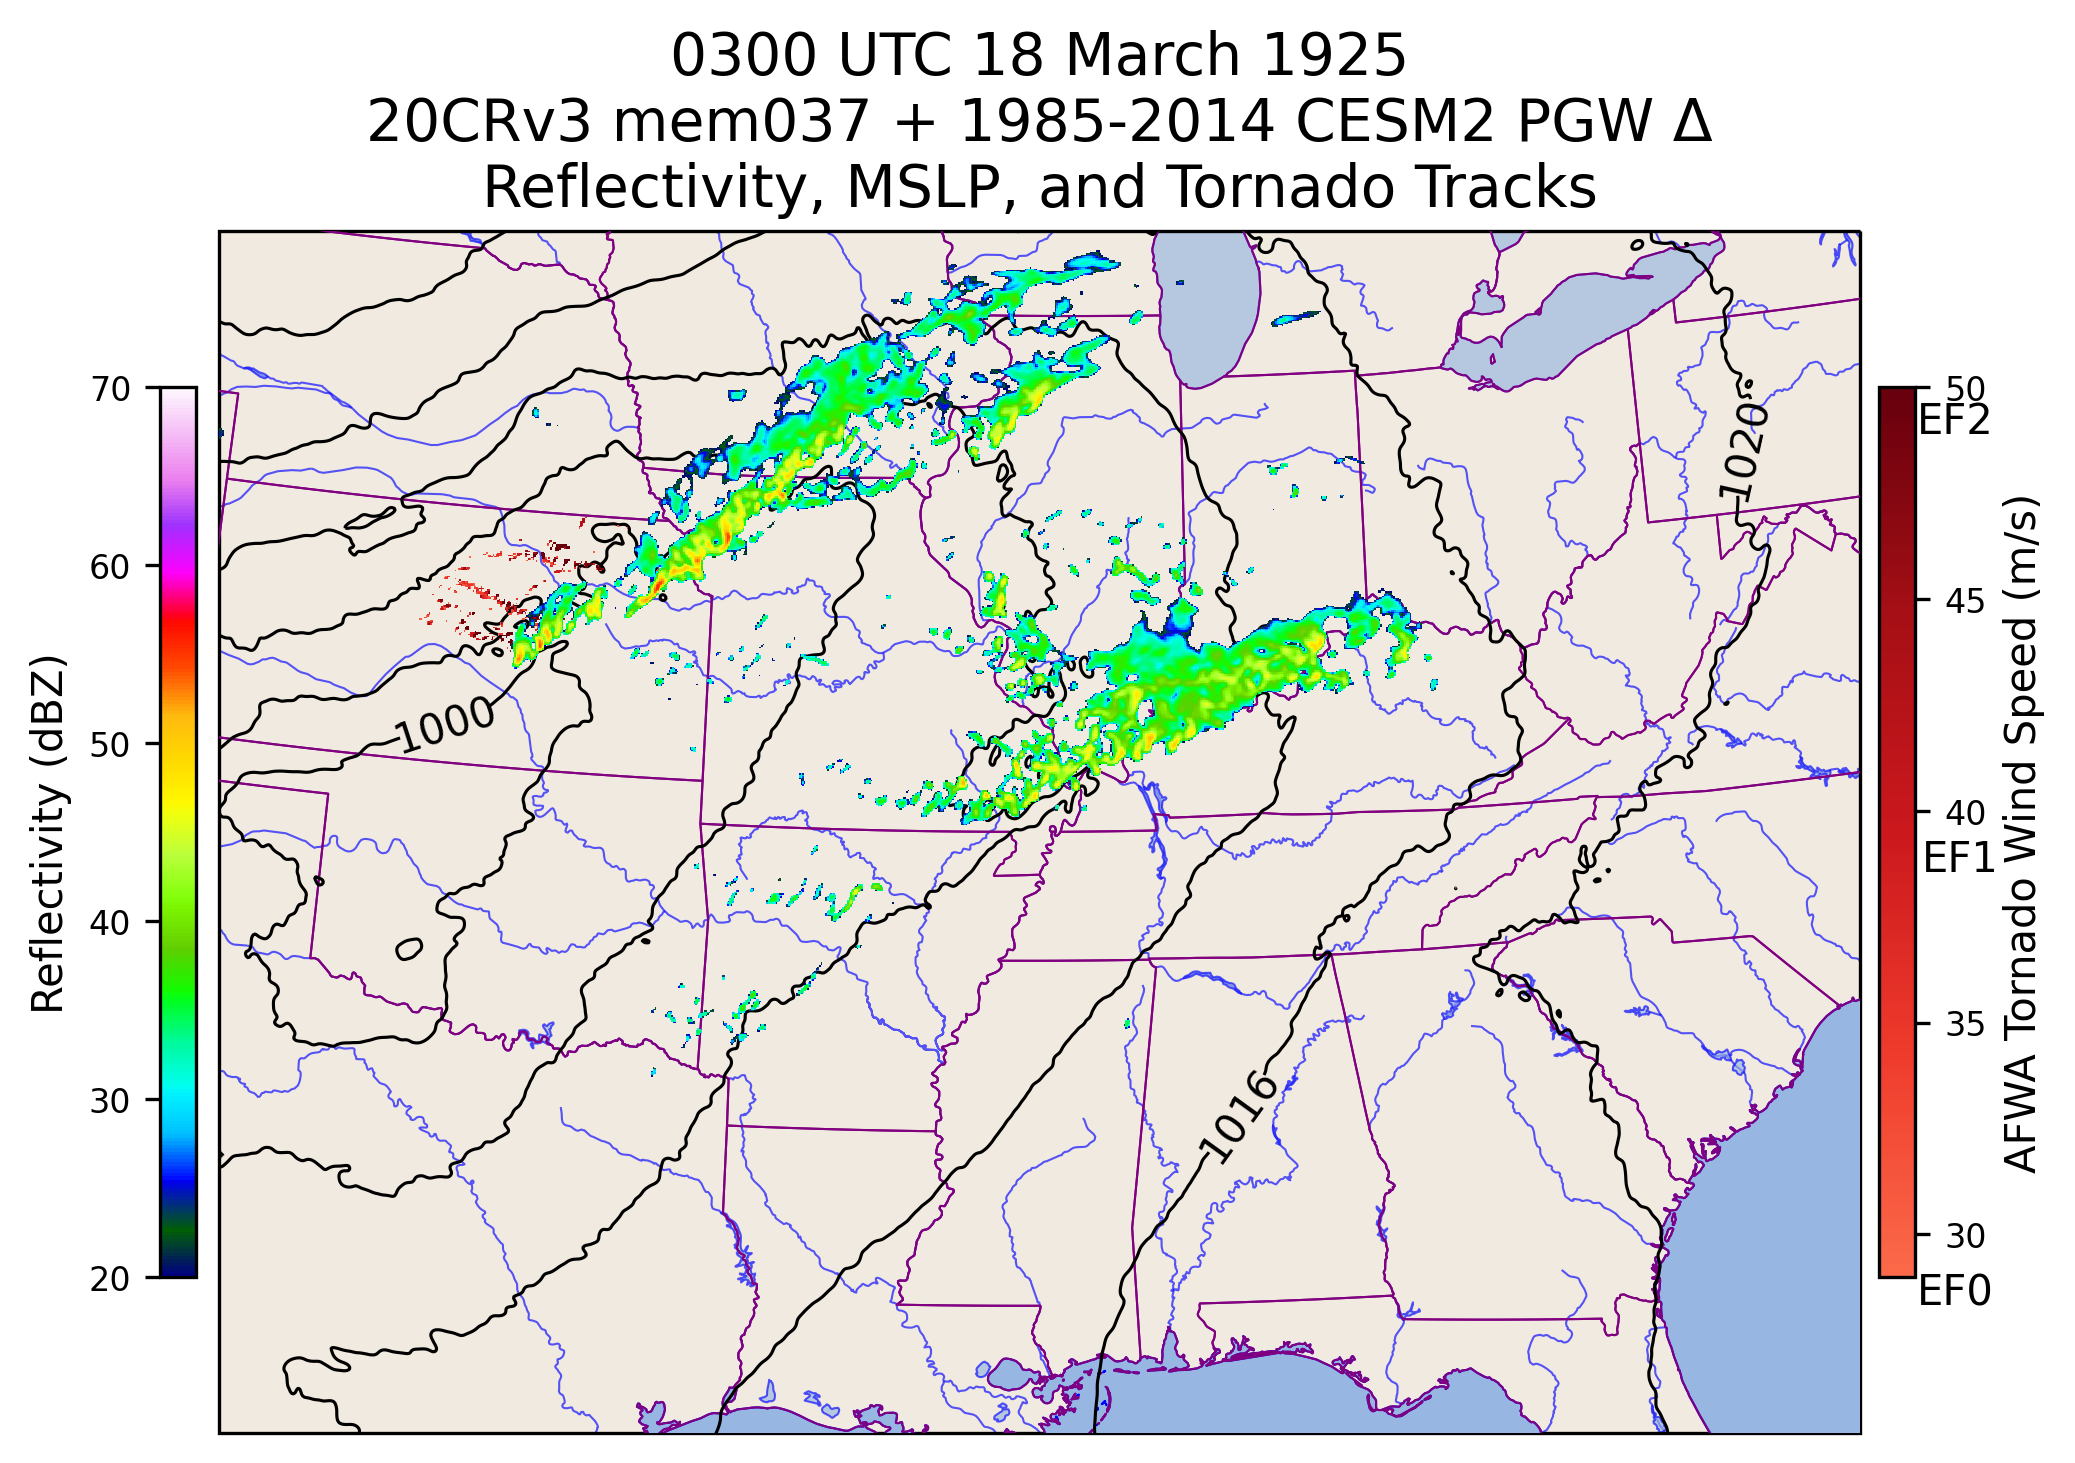 0300 UTC 18 March 1925
20CRv3 mem037 + 1985-2014 CESM2 PGW Δ
Reflectivity, MSLP, and Tornado Tracks
Reflectivity (dBZ)
70
60
50
40
30
20
1000
1016
1020
50
EF2
45
40
EF1
35
30
EF0
AFWA Tornado Wind Speed (m/s)